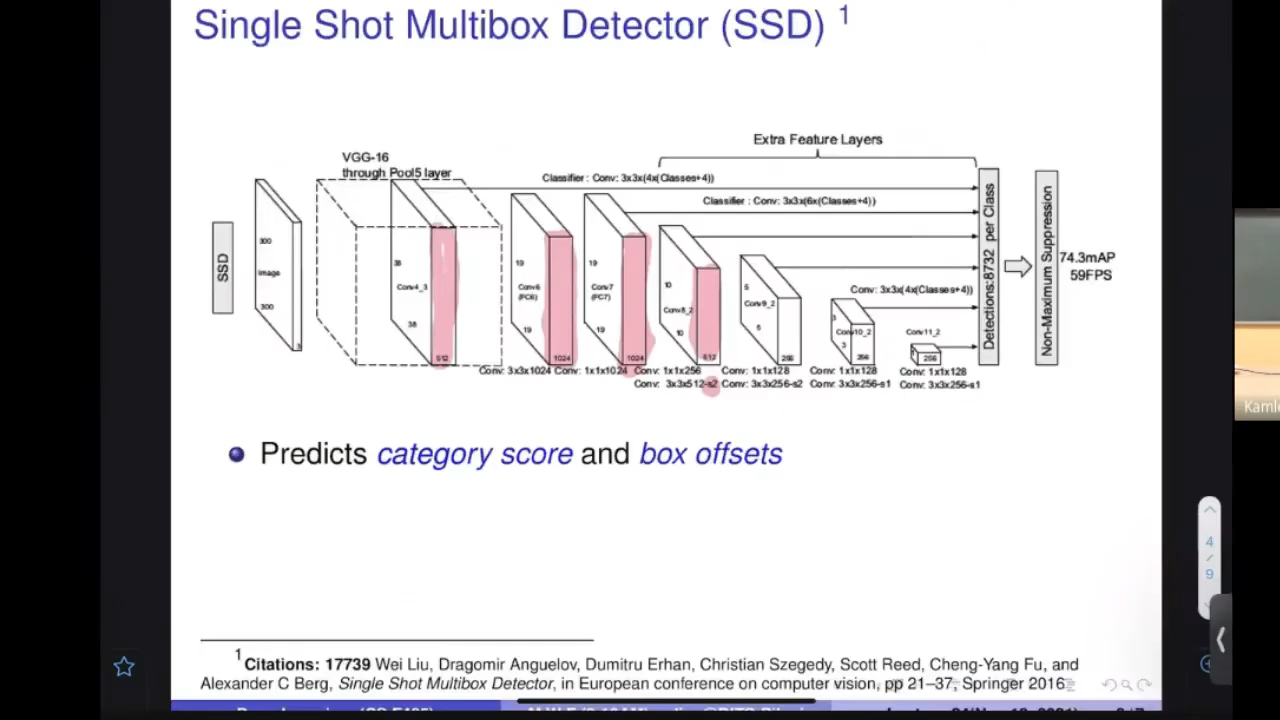 Single Shot Multibox Detector (SSD) 1
Extra Feature Layers
VGG-16
through Pool5 layer
Classifier : Conv: 3x3x(4x(Classes+4))
Classifier : Conv: 3x3x(6x(Classes+4))
SSD
300
Image
300
3
38
Conv4_3
38
512
19
Conv6
(FC6)
19
1024
19
Conv7
(FC7)
19
1024
10
Conv8_2
10
512
5
Conv9_2
5
256
Conv: 3x3x(4x(Classes+4))
3
Conv10_2
3
256
Conv11_2
256
Detections:8732 per Class
Non-Maximum Suppression
74.3mAP
59FPS
Conv: 3x3x1024 Conv: 1x1x1024 Conv: 1x1x256 Conv: 1x1x128 Conv: 1x1x128 Conv: 1x1x128
Conv: 3x3x512-s2 Conv: 3x3x256-s2 Conv: 3x3x256-s1 Conv: 3x3x256-s1
Predicts category score and box offsets
4
/
9
1 Citations: 17739 Wei Liu, Dragomir Anguelov, Dumitru Erhan, Christian Szegedy, Scott Reed, Cheng-Yang Fu, and
Alexander C Berg, Single Shot Multibox Detector, in European conference on computer vision, pp 21–37, Springer 2016